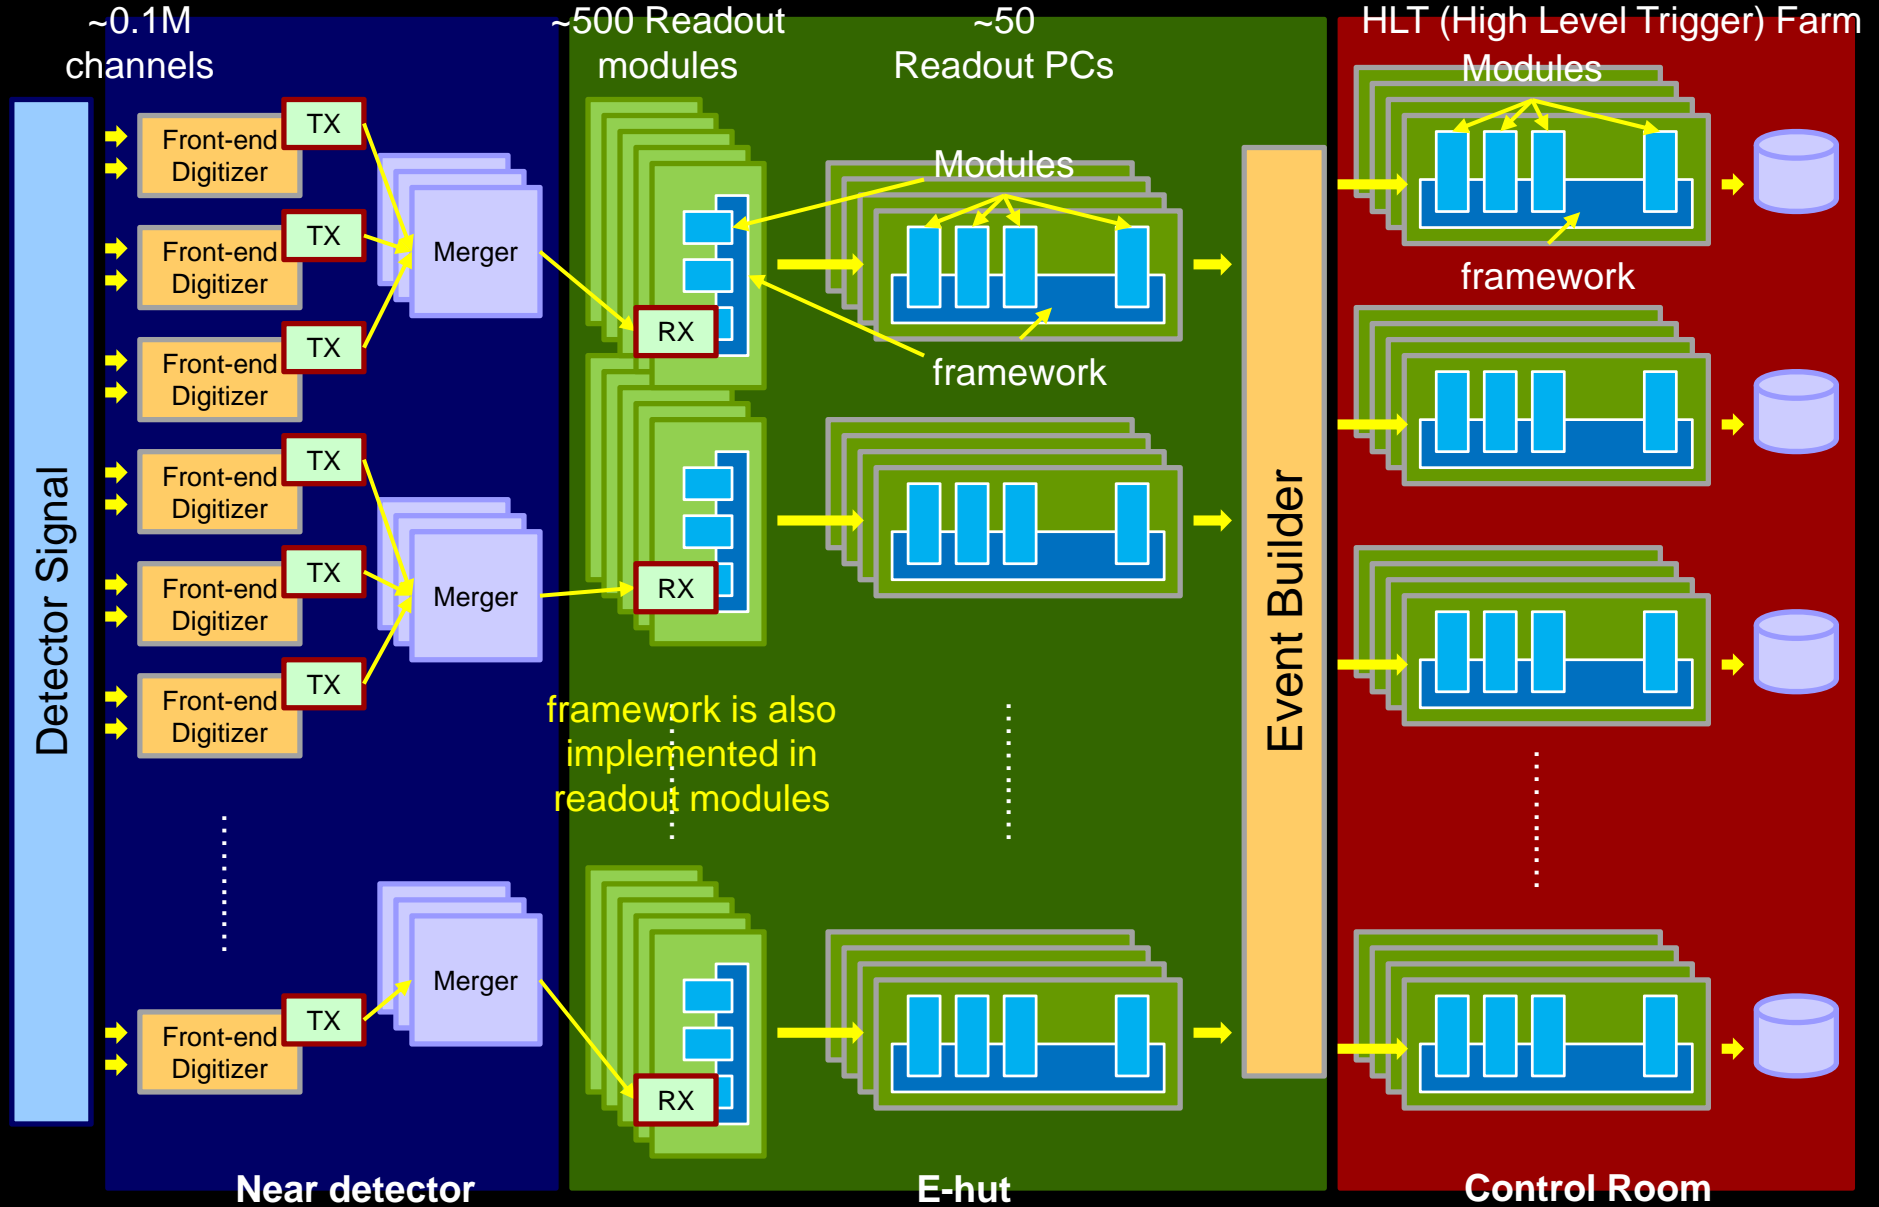 ~0.1M
channels
~500 Readout
modules
~50
Readout PCs
HLT (High Level Trigger) Farm
Modules
Detector Signal
Front-end
Digitizer
TX
Front-end
Digitizer
TX
Front-end
Digitizer
TX
Front-end
Digitizer
TX
Front-end
Digitizer
TX
Front-end
Digitizer
TX
Front-end
Digitizer
TX
Merger
Merger
Merger
RX
RX
RX
Modules
framework
framework is also
implemented in
readout modules
Event Builder
framework
Near detector
E-hut
Control Room